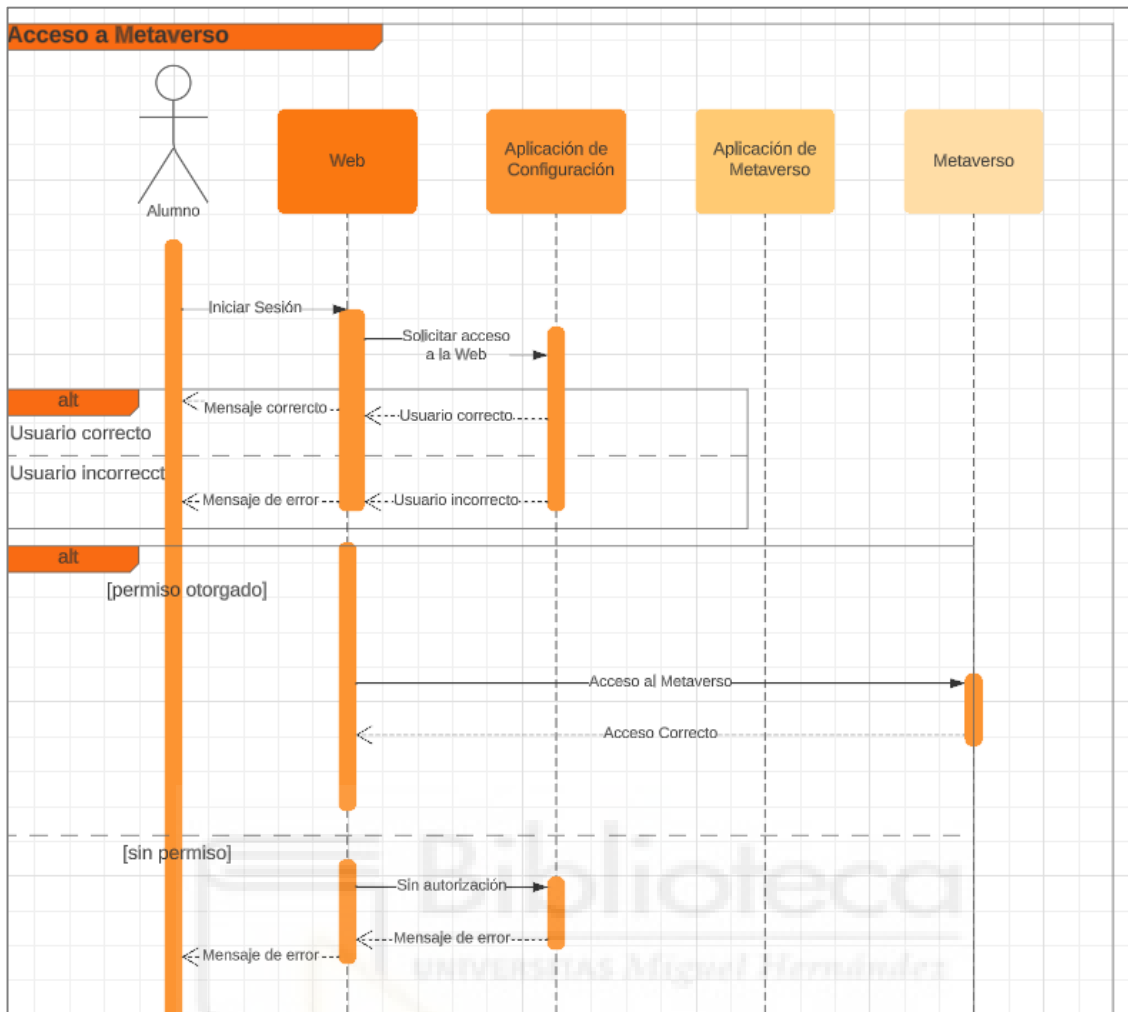 Acceso a Metaverso
Alumno
Web
Aplicación de
Configuración
Aplicación de
Metaverso
Metaverso
Iniciar Sesión
Solicitar acceso
a la Web
alt
Mensaje corrercto
Usuario correcto
Usuario correcto
Usuario incorrecct
Mensaje de error
Usuario incorrecto
alt
[permiso otorgado]
Acceso al Metaverso
Acceso Correcto
[sin permiso]
Sin autorización
Mensaje de error
Mensaje de error
Biblioteca
UNIVERSITAS Miguel Hernández